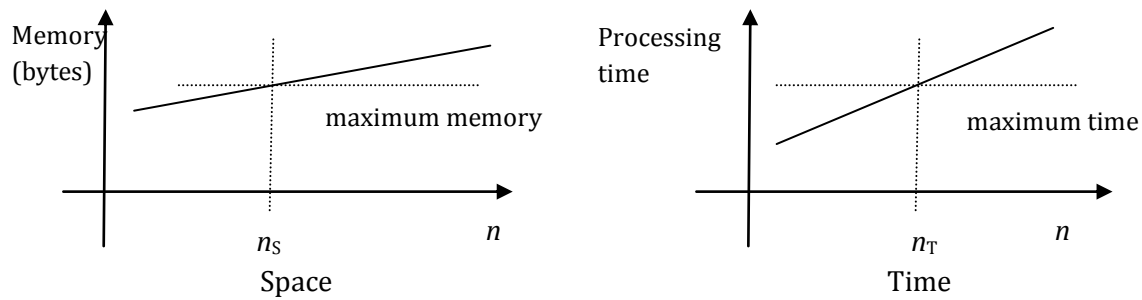 Memory
(bytes)
maximum memory
n
nS
Space
Processing
time
maximum time
n
nT
Time